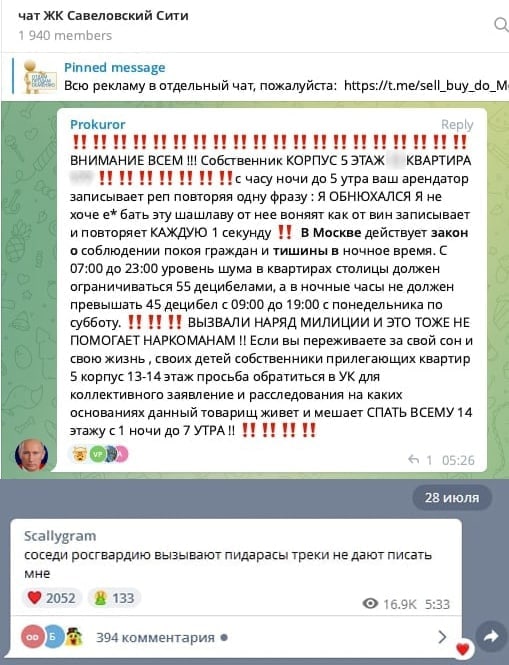 чат ЖК Савеловский Сити
1 940 members
Pinned message
Всю рекламу в отдельный чат, пожалуйста: https://t.me/sell_buy_do_M
Prokuror Reply
‼️‼️‼️‼️‼️‼️‼️‼️‼️‼️‼️‼️‼️‼️‼️‼️‼️‼️‼️‼️
ВНИМАНИЕ ВСЕМ !!! Собственник КОРПУС 5 ЭТАЖ КВАРТИРА
‼️‼️‼️‼️‼️‼️‼️с часу ночи до 5 утра ваш арендатор
записывает реп повторяя одну фразу : Я ОБНЮХАЛСЯ Я не
хоче е* бать эту шашлаву от нее воняят как от вин записывает
и повторяет КАЖДУЮ 1 секунду ‼️ В Москве действует закон
о соблюдении покоя граждан и тишины в ночное время. С
07:00 до 23:00 уровень шума в квартирах столицы должен
ограничиваться 55 децибелами, а в ночные часы не должен
превышать 45 децибел с 09:00 до 19:00 с понедельника по
субботу. ‼️‼️‼️ ВЫЗВАЛИ НАРЯД МИЛИЦИИ И ЭТО ТОЖЕ НЕ
ПОМОГАЕТ НАРКОМАНАМ !! Если вы переживаете за свой сон и
свою жизнь , своих детей собственники прилегающих квартир
5 корпус 13-14 этаж просьба обратиться в УК для
коллективного заявление и расследования на каких
основаниях данный товарищ живет и мешает СПАТЬ ВСЕМУ 14
этажу с 1 ночи до 7 УТРА !! ‼️‼️‼️‼️
VP 1 05:26
28 июля
Scallygram
соседи росгвардию вызывают пидарасы треки не дают писать
мне
2052 133 16.9K 5:33
OO Б 394 комментария